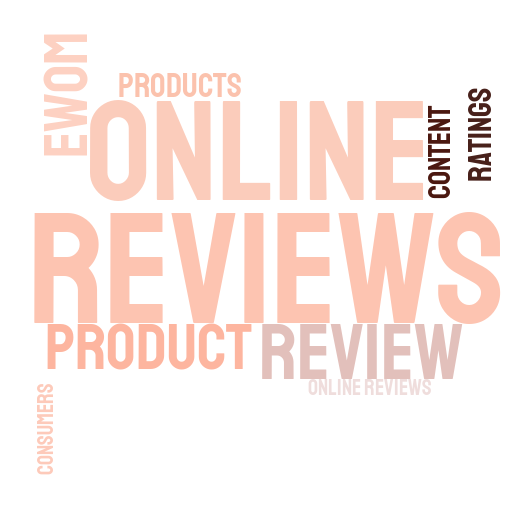 EWOM
PRODUCTS
ONLINE
CONTENT
RATINGS
REVIEWS
PRODUCT
REVIEW
ONLINE REVIEWS
CONSUMERS